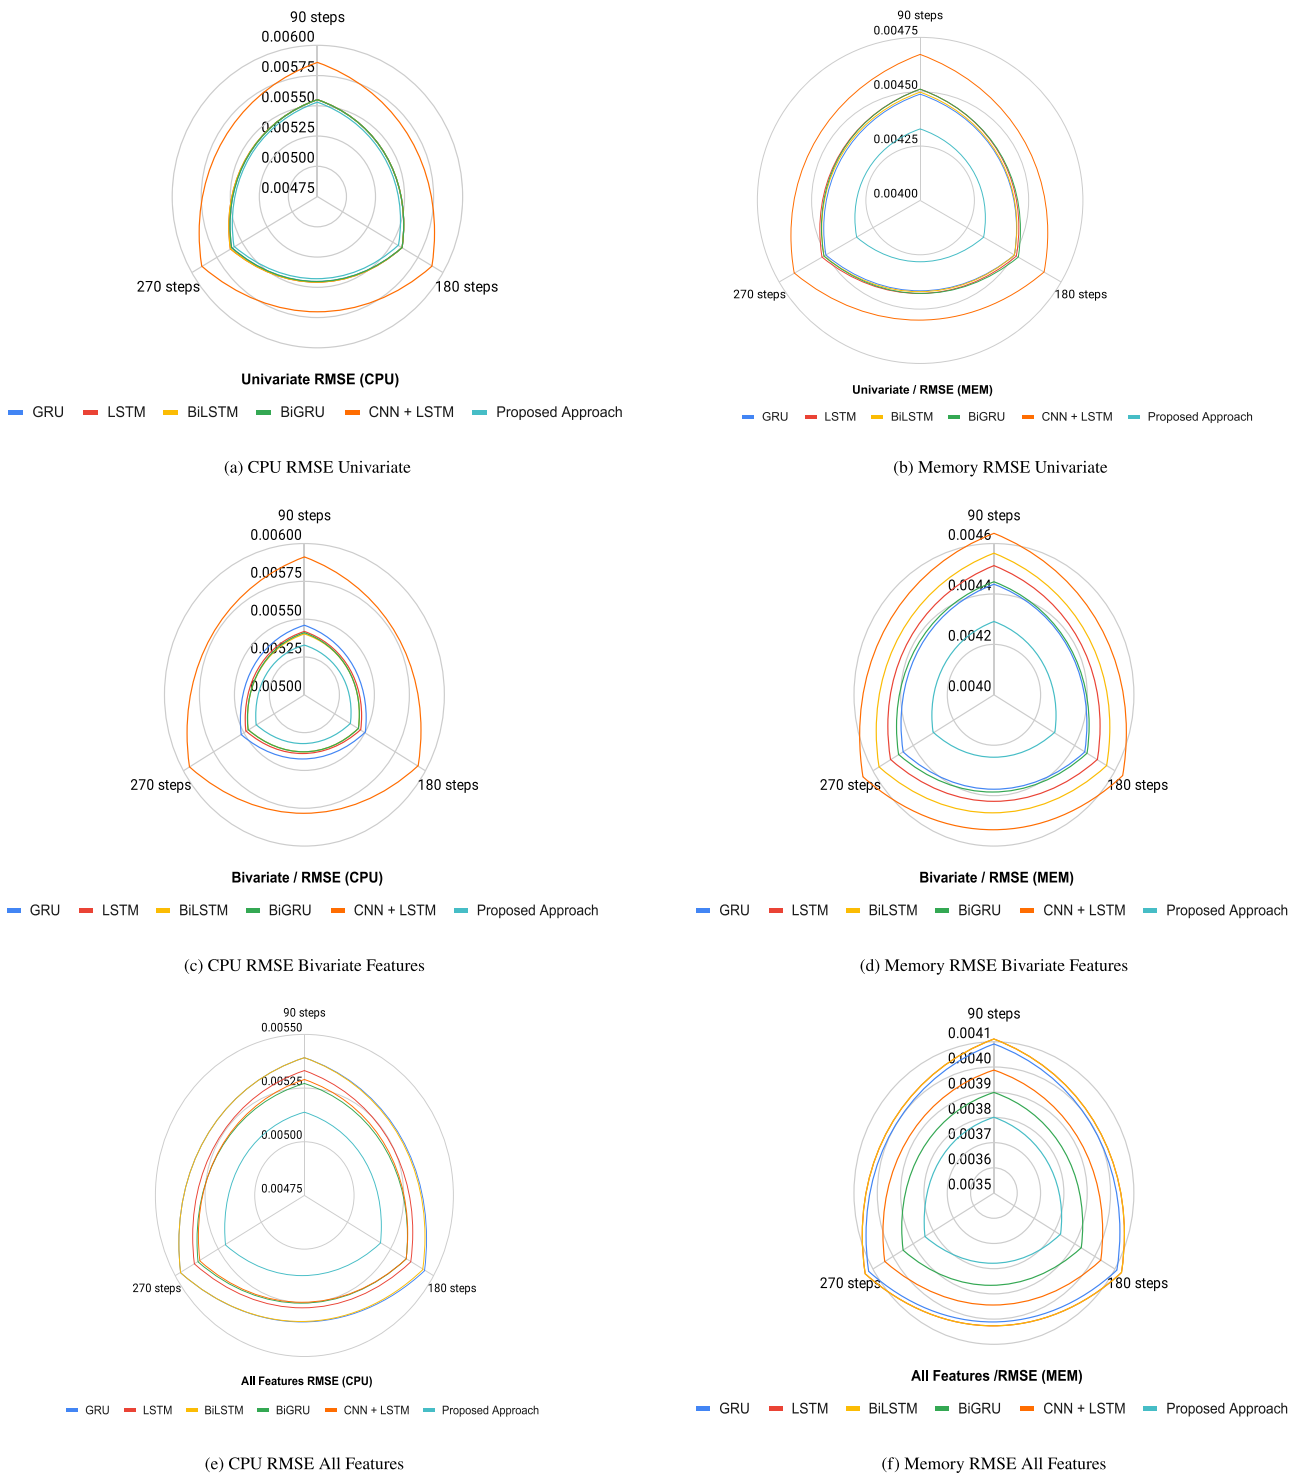 90 steps
0.00600
0.00575
0.00550
0.00525
0.00500
0.00475
270 steps
180 steps
Univariate RMSE (CPU)
GRU LSTM BiLSTM BiGRU CNN + LSTM Proposed Approach
(a) CPU RMSE Univariate
90 steps
0.00475
0.00450
0.00425
0.00400
270 steps
180 steps
Univariate / RMSE (MEM)
GRU LSTM BiLSTM BiGRU CNN + LSTM Proposed Approach
(b) Memory RMSE Univariate
90 steps
0.00600
0.00575
0.00550
0.00525
0.00500
270 steps
180 steps
Bivariate / RMSE (CPU)
GRU LSTM BiLSTM BiGRU CNN + LSTM Proposed Approach
(c) CPU RMSE Bivariate Features
90 steps
0.0046
0.0044
0.0042
0.0040
270 steps
180 steps
Bivariate / RMSE (MEM)
GRU LSTM BiLSTM BiGRU CNN + LSTM Proposed Approach
(d) Memory RMSE Bivariate Features
90 steps
0.00550
0.00525
0.00500
0.00475
270 steps
180 steps
All Features RMSE (CPU)
GRU LSTM BiLSTM BiGRU CNN + LSTM Proposed Approach
(e) CPU RMSE All Features
90 steps
0.0041
0.0040
0.0039
0.0038
0.0037
0.0036
0.0035
270 steps
180 steps
All Features /RMSE (MEM)
GRU LSTM BiLSTM BiGRU CNN + LSTM Proposed Approach
(f) Memory RMSE All Features